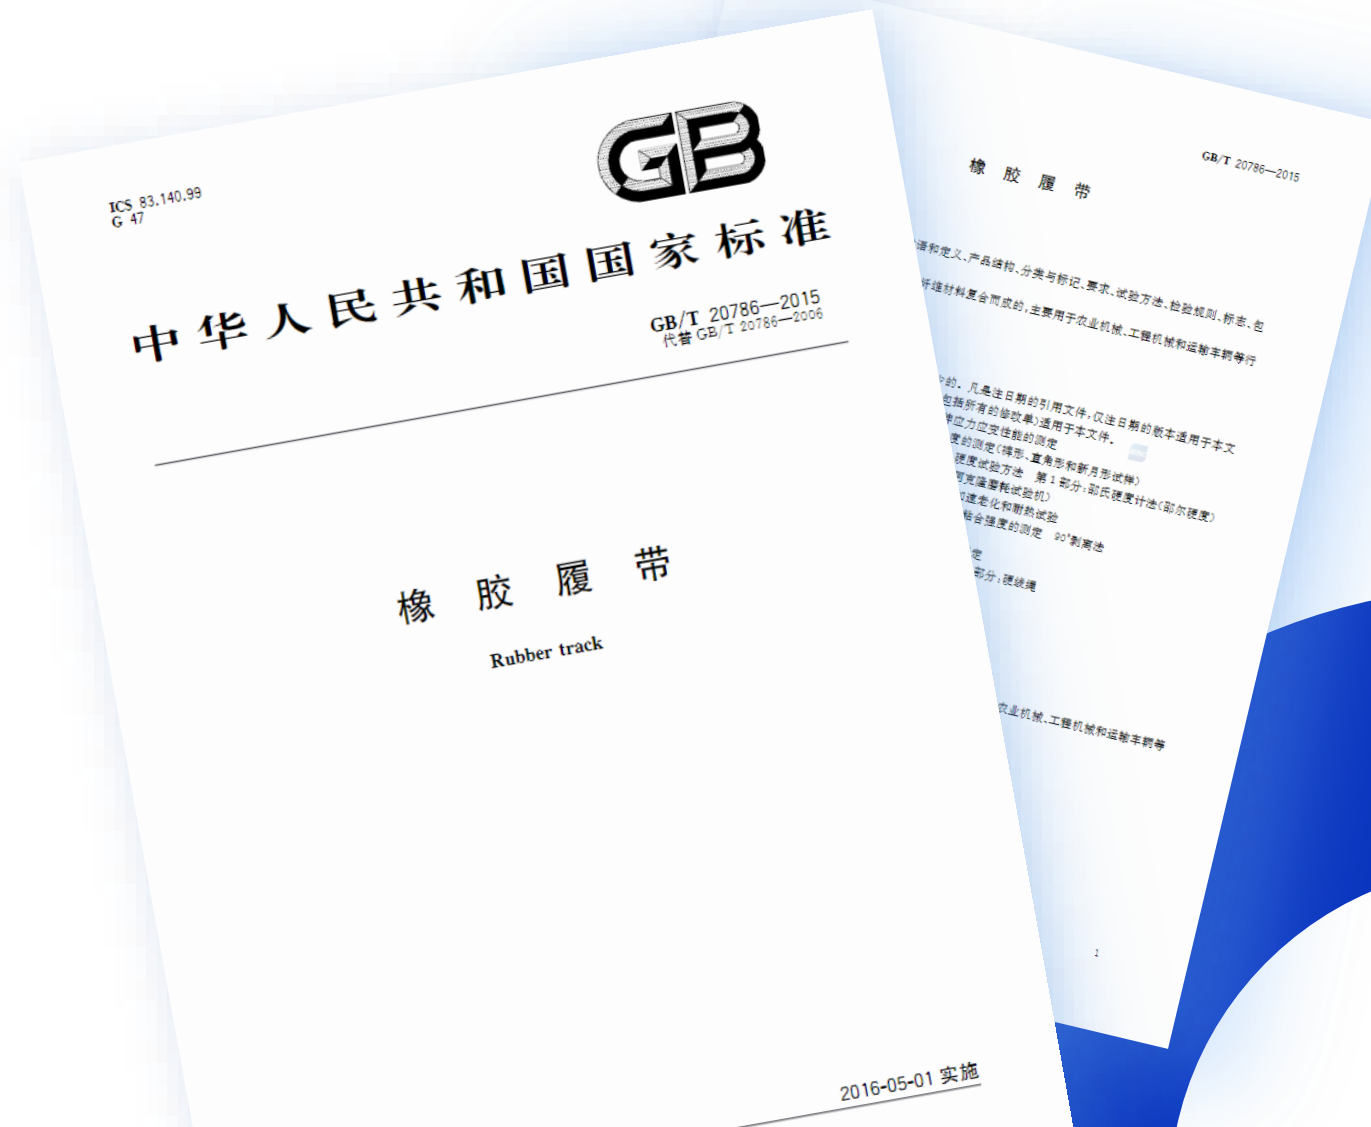 ICS 83.140.99
G 47
GB
中华人民共和国国家标准
GB/T 20786—2015
代替 GB/T 20786—2006
橡胶履带
Rubber track
2016-05-01 实施
GB/T 20786—2015
橡胶履带
语和定义、产品结构、分类与标记、要求、试验方法、检验规则、标志、包
纤维材料复合而成的,主要用于农业机械、工程机械和运输车辆等行
的。凡是注日期的引用文件,仅注日期的版本适用于本文
包括所有的修改单)适用于本文件。
应力应变性能的测定
度的测定(裤形、直角形和新月形试样)
硬度试验方法 第1部分:邵氏硬度计法(邵尔硬度)
阿克隆磨耗试验机)
加速老化和耐热试验
粘合强度的测定 90°剥离法
定
部分:硬线绳
农业机械、工程机械和运输车辆等
1